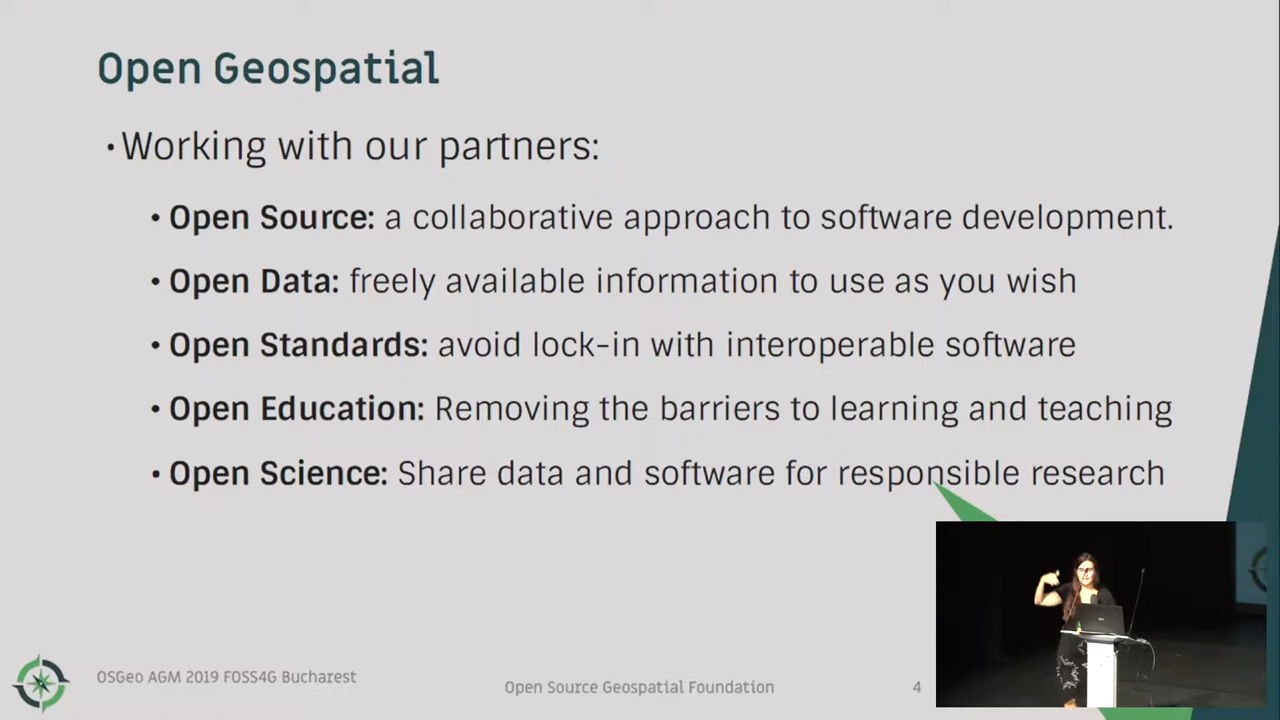 Open Geospatial
• Working with our partners:
• Open Source: a collaborative approach to software development.
• Open Data: freely available information to use as you wish
• Open Standards: avoid lock-in with interoperable software
• Open Education: Removing the barriers to learning and teaching
• Open Science: Share data and software for responsible research
OSGeo AGM 2019 FOSS4G Bucharest
Open Source Geospatial Foundation
4